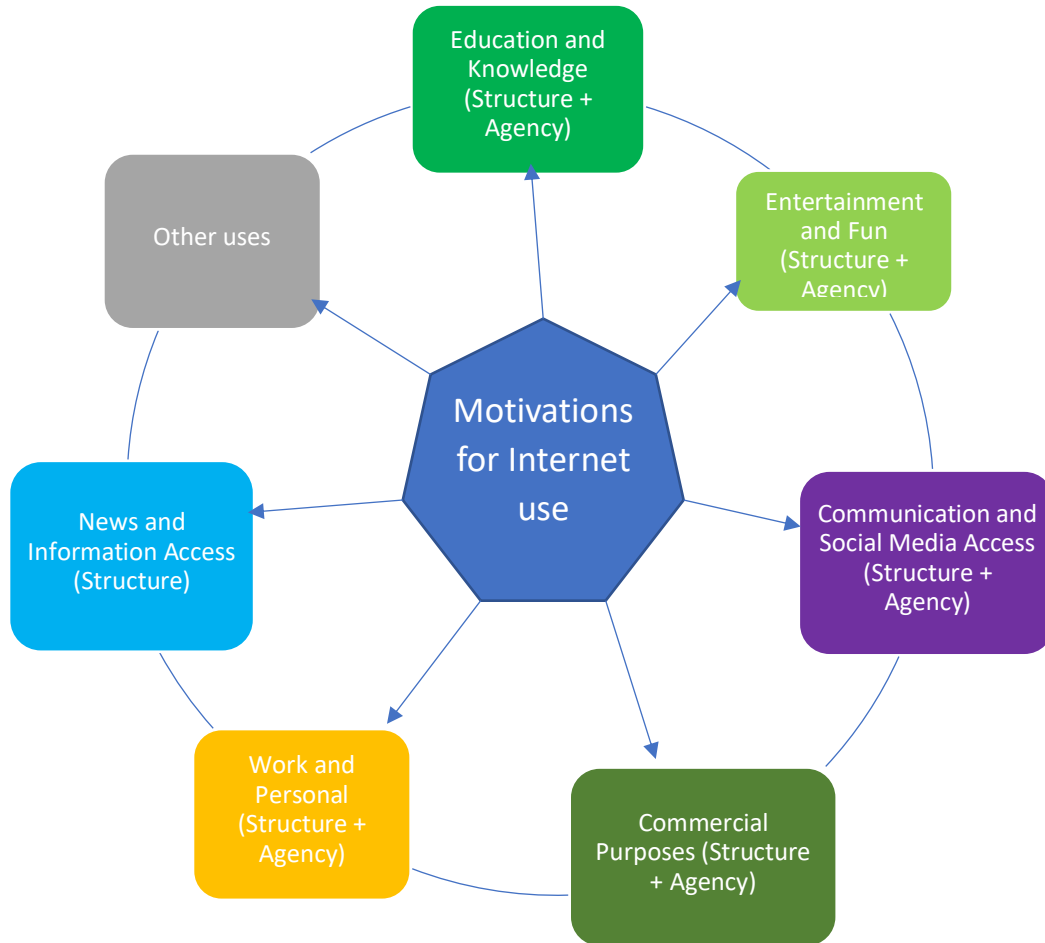 Education and
Knowledge
(Structure +
Agency)
Entertainment
and Fun
(Structure +
Agency)
Communication and
Social Media Access
(Structure +
Agency)
Commercial
Purposes (Structure
+ Agency)
Work and
Personal
(Structure +
Agency)
News and
Information Access
(Structure)
Other uses
Motivations
for Internet
use